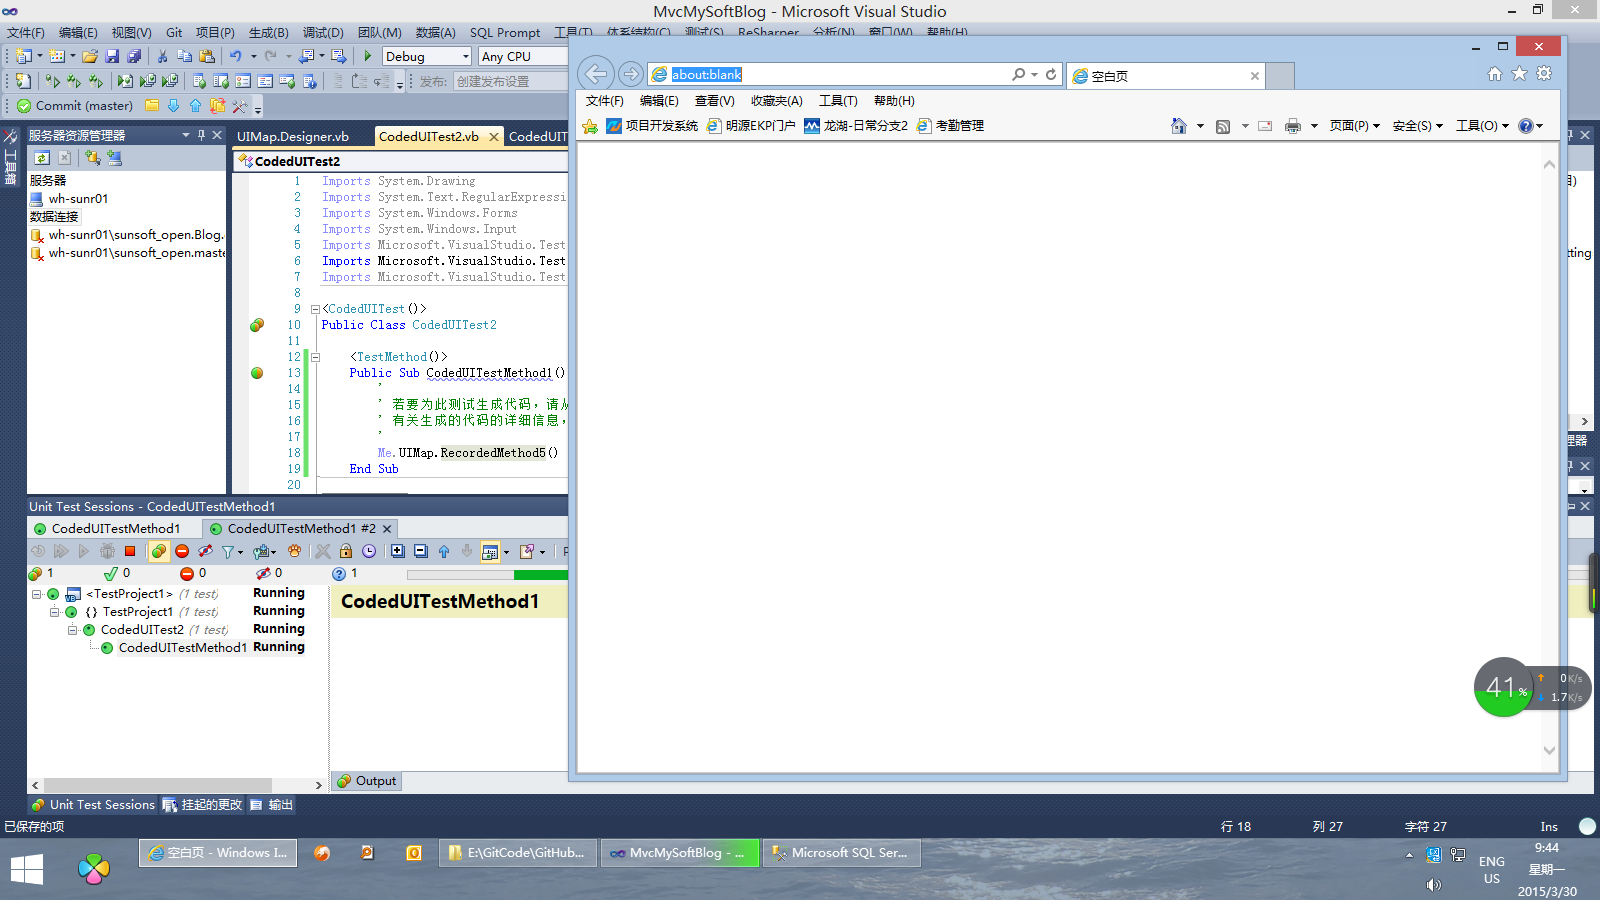 MvcMySoftBlog - Microsoft Visual Studio
文件(F) 编辑(E) 视图(V) Git 项目(P) 生成(B) 调试(D) 团队(M) 数据(A) SQL Prompt 工具(T) 体系结构(C) 测试(S) ReSharper 分析(N) 窗口(W) 帮助(H)
Debug Any CPU
发布: 创建发布设置
Commit (master)
about:blank
空白页
文件(F) 编辑(E) 查看(V) 收藏夹(A) 工具(T) 帮助(H)
项目开发系统 明源EKP门户 龙湖-日常分支2 考勤管理
页面(P) 安全(S) 工具(O)
工具箱
服务器资源管理器
服务器
wh-sunr01
数据连接
wh-sunr01\sunsoft_open.Blog.
wh-sunr01\sunsoft_open.maste
UIMap.Designer.vb CodedUITest2.vb CodedUIT
CodedUITest2
1 Imports System.Drawing
2 Imports System.Text.RegularExpressi
3 Imports System.Windows.Forms
4 Imports System.Windows.Input
5 Imports Microsoft.VisualStudio.Test
6 Imports Microsoft.VisualStudio.Test
7 Imports Microsoft.VisualStudio.Test
8
9 <CodedUITest()>
10 Public Class CodedUITest2
11
12 <TestMethod()>
13 Public Sub CodedUITestMethod1()
14 '
15 ' 若要为此测试生成代码，请从
16 ' 有关生成的代码的详细信息，
17 '
18 Me.UIMap.RecordedMethod5()
19 End Sub
20
tting
理器
Unit Test Sessions - CodedUITestMethod1
CodedUITestMethod1 CodedUITestMethod1 #2
1 0 0 0 1
<TestProject1> (1 test) Running
TestProject1 (1 test) Running
CodedUITest2 (1 test) Running
CodedUITestMethod1 Running
CodedUITestMethod1
41% 0K/s
1.7K/s
Output
Unit Test Sessions 挂起的更改 输出
已保存的项 行 18 列 27 字符 27 Ins
空白页 - Windows I... E:\GitCode\GitHub... MvcMySoftBlog - ... Microsoft SQL Ser...
ENG
US
9:44
星期一
2015/3/30